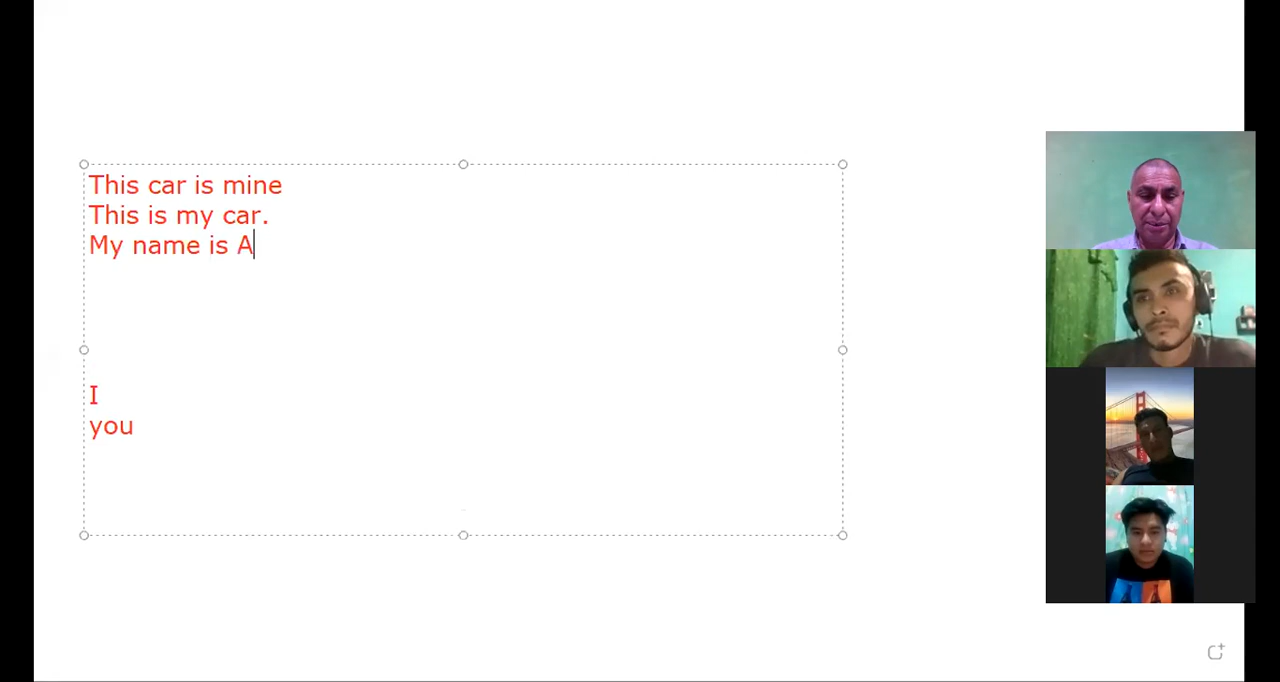 This car is mine
This is my car.
My name is A
I
you